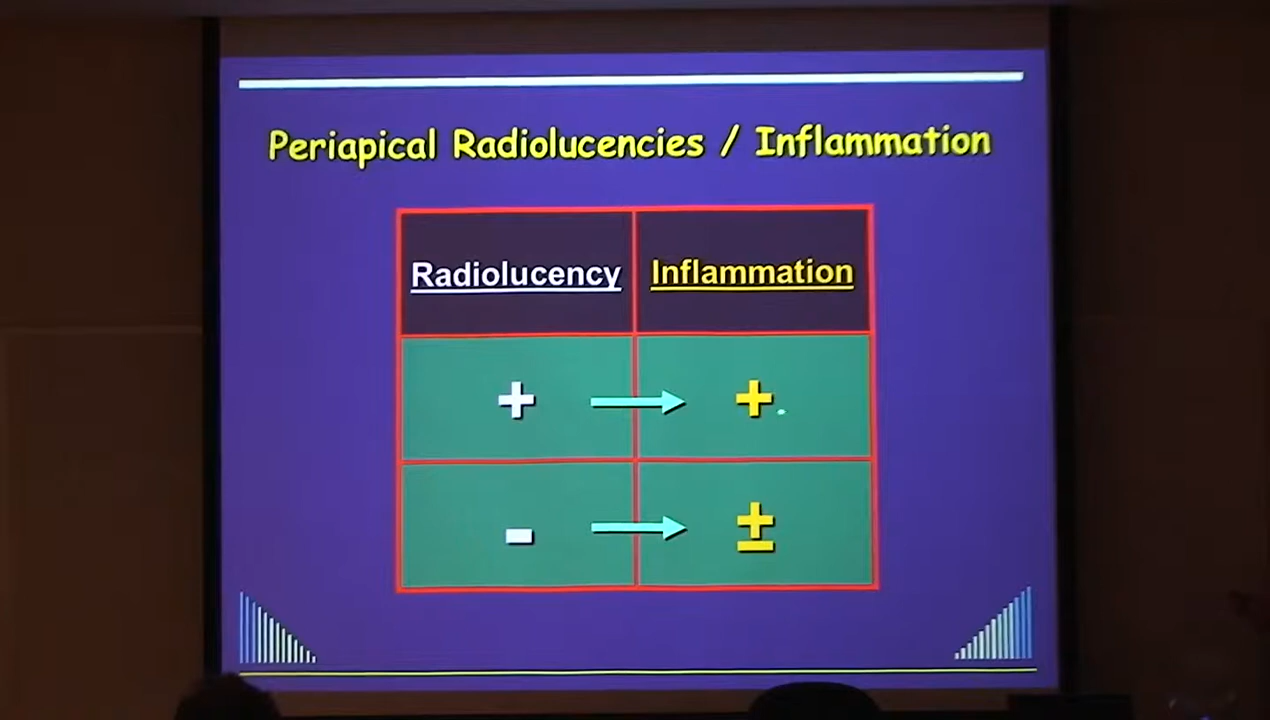 Periapical Radiolucencies / Inflammation
Radiolucency Inflammation
+ → +
- → ±